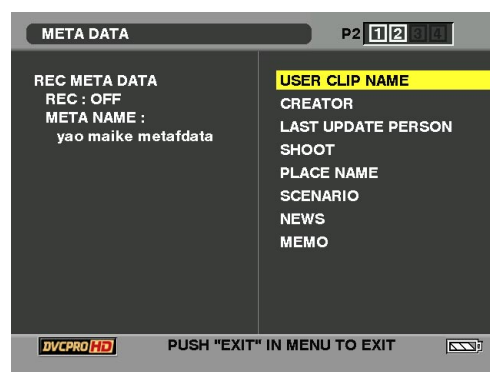 META DATA
P2 1 2 3 4
REC META DATA
REC : OFF
META NAME :
yao maike metafdata
USER CLIP NAME
CREATOR
LAST UPDATE PERSON
SHOOT
PLACE NAME
SCENARIO
NEWS
MEMO
DVCPRO HD
PUSH "EXIT" IN MENU TO EXIT